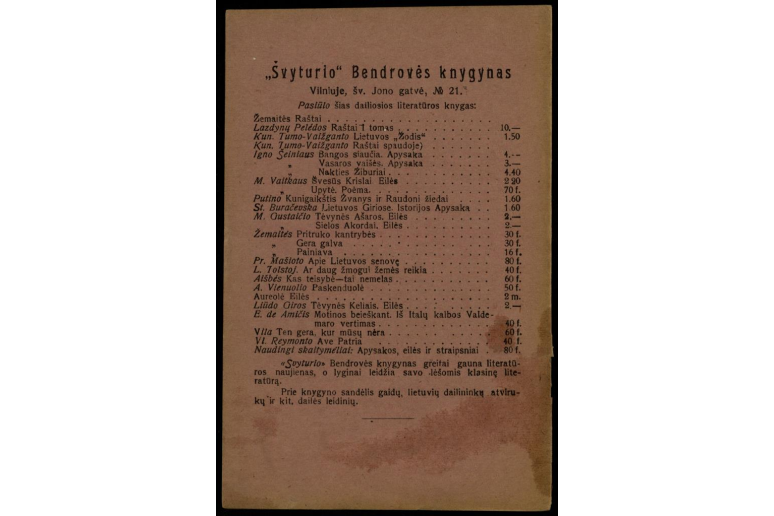 „Švyturio“ Bendrovės knygynas
Vilniuje, šv. Jono gatvė, № 21.
Pasiūlo šias dailiosios literatūros knygas:
Žemaitės Raštai . . . . . . . . . . . . . . . .
Lazdynų Pelėdos Raštai I tomas . . . . . . . . . 10.—
Kun. Tumo-Vaižganto Lietuvos „Žodis“ . . . . . . 1.50
Kun. Tumo-Vaižganto Raštai spaudoje)
Igno Šeiniaus Bangos siaučia. Apysaka . . . . . . 4.—
„ Vasaros vaišės. Apysaka . . . . . . 3.—
„ Nakties Žiburiai . . . . . . . . . 4.40
M. Vaitkaus Šviesūs Krislai. Eilės . . . . . . . 2 20
„ Upytė. Poėma. . . . . . . . . . . 70 f.
Putino Kunigaikštis Žvanys ir Raudoni žiedai . . . 1.60
St. Buračevska Lietuvos Giriose. Istorijos Apysaka . . 1.60
M. Gustaičio Tėvynės Ašaros. Eilės . . . . . . . 2.—
„ Sielos Akordai. Eilės . . . . . . . 2.—
Žemaitės Pritruko kantrybės . . . . . . . . . . 30 f.
„ Gera galva . . . . . . . . . . . 30 f.
„ Painiava . . . . . . . . . . . . 16 f.
Pr. Mašioto Apie Lietuvos senovę . . . . . . . . 80 f.
L. Tolstoj. Ar daug žmogui žemės reikia . . . . . 40 f.
Aišbės Kas teisybė—tai nemelas . . . . . . . . 60 f.
A. Vienuolio Paskenduolė . . . . . . . . . . . 50 f.
Aureolė Eilės . . . . . . . . . . . . . . . 2 m.
Liūdo Giros Tėvynės Keliais. Eilės . . . . . . . 2.—
E. de Amičis Motinos beieškant. Iš Italų kalbos Valde-
maro vertimas . . . . . . . . . . . 40 f.
Vila Ten gera, kur mūsų nėra . . . . . . . . . 60 f.
Vl. Reymonto Ave Patria . . . . . . . . . . . 40 f.
Naudingi skaitymėliai: Apysakos, eilės ir straipsniai . 80 f.
„Švyturio“ Bendrovės knygynas greitai gauna literatū-
ros naujienas, o lyginai leidžia savo lėšomis klasinę lite-
ratūrą.
Prie knygyno sandėlis gaidų, lietuvių dailininkų atviru-
kų ir kit. dailės leidinių.